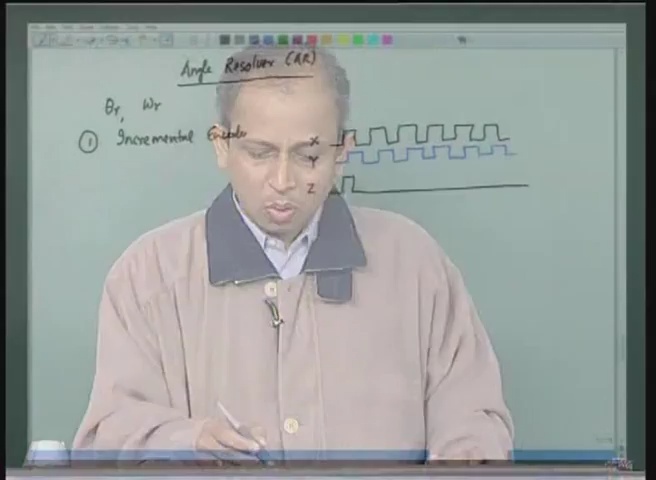 Angle Resolver (AR)
θr, ωr
① Incremental Encoder
X
Y
Z